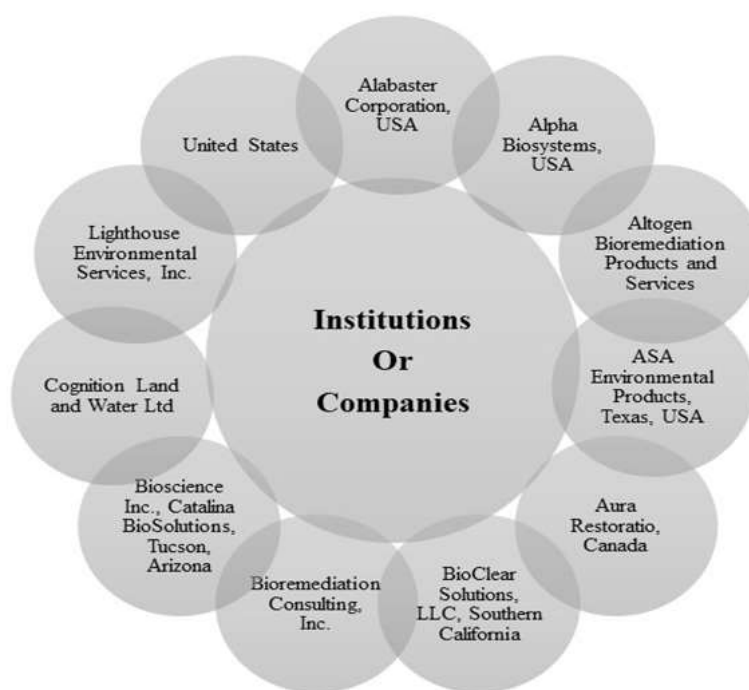 Institutions
Or
Companies
Alabaster
Corporation,
USA
Alpha
Biosystems,
USA
Altogen
Bioremediation
Products and
Services
ASA
Environmental
Products,
Texas, USA
Aura
Restoratio,
Canada
BioClear
Solutions,
LLC, Southern
California
Bioremediation
Consulting,
Inc.
Bioscience
Inc., Catalina
BioSolutions,
Tucson,
Arizona
Cognition Land
and Water Ltd
Lighthouse
Environmental
Services, Inc.
United States